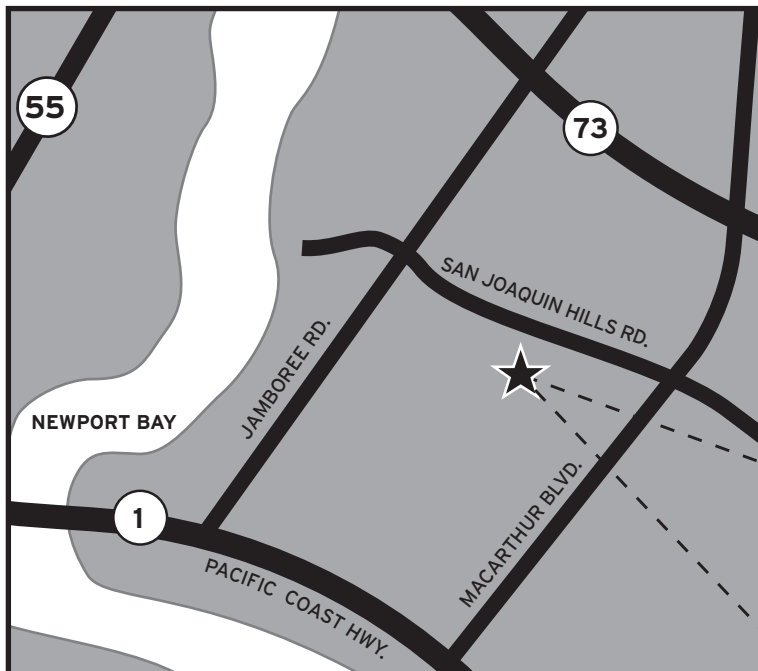 55
73
SAN JOAQUIN HILLS RD.
JAMBOREE RD.
NEWPORT BAY
MACARTHUR BLVD.
1
PACIFIC COAST HWY.